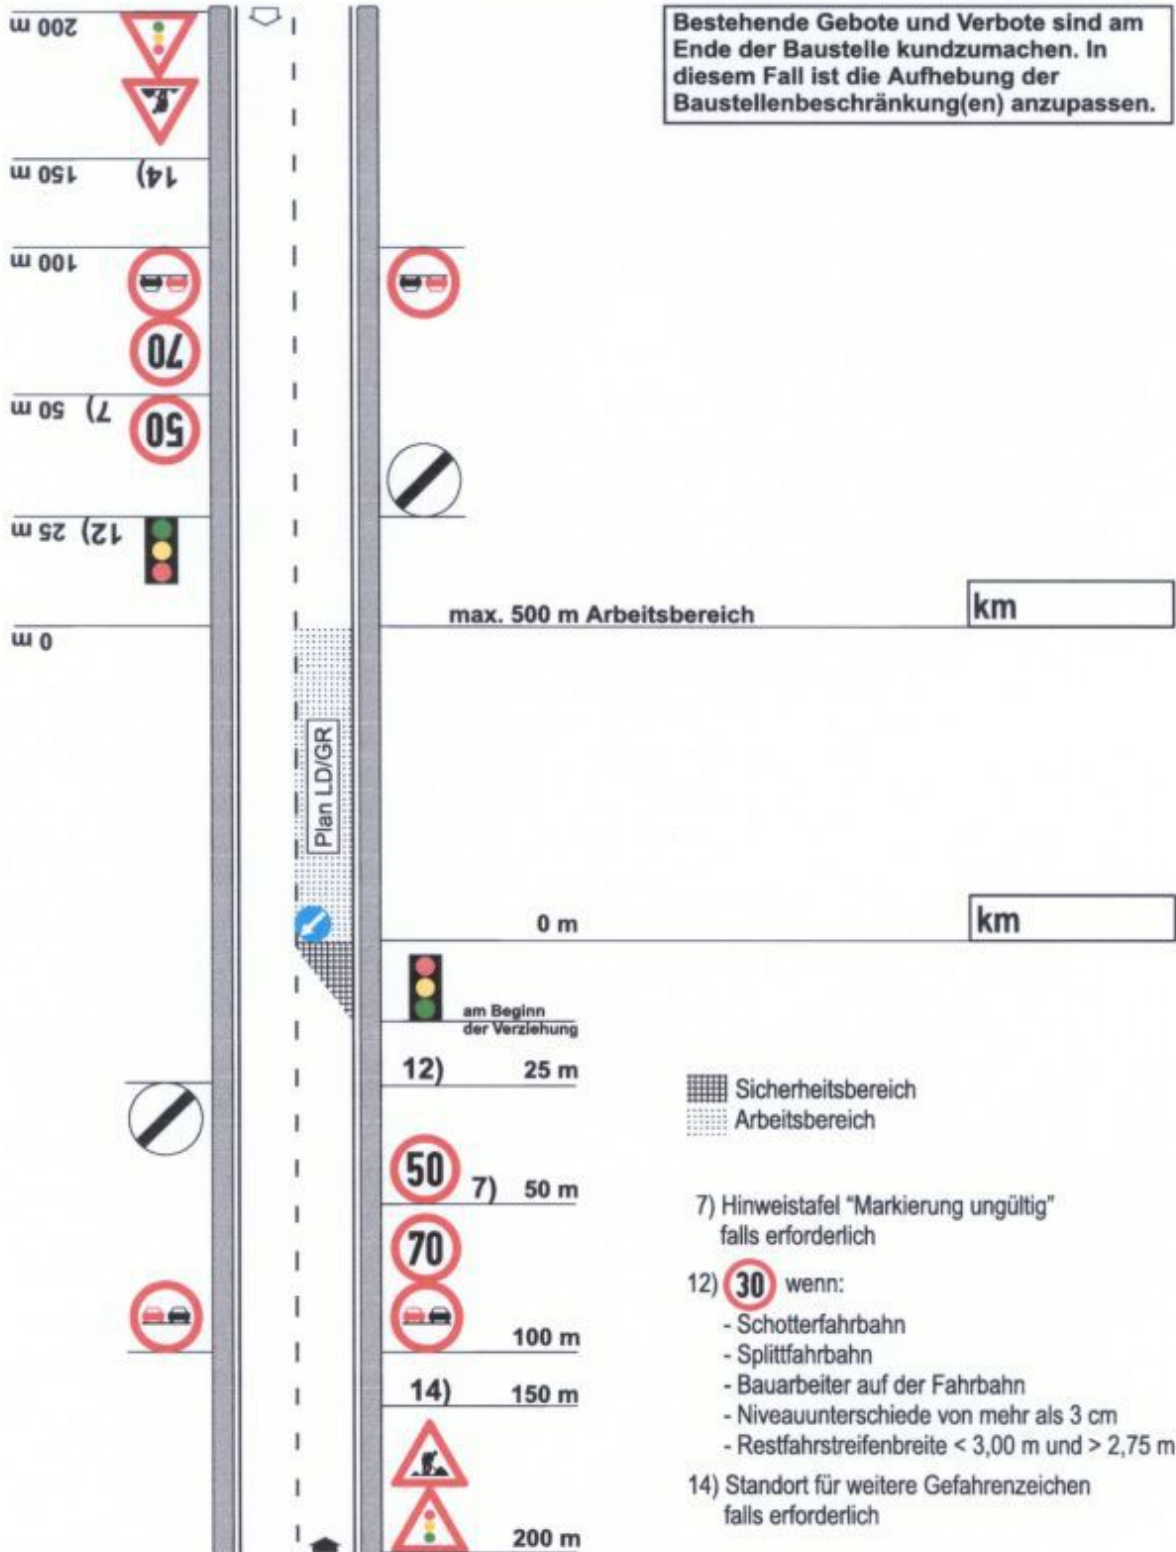 200 m
Bestehende Gebote und Verbote sind am
Ende der Baustelle kundzumachen. In
diesem Fall ist die Aufhebung der
Baustellenbeschränkung(en) anzupassen.
150 m
14)
100 m
70
50 m
7)
50
25 m
12)
max. 500 m Arbeitsbereich
km
0 m
Plan LD/GR
0 m
km
am Beginn
der Verziehung
12)
25 m
Sicherheitsbereich
Arbeitsbereich
50
7)
50 m
70
100 m
14)
150 m
200 m
7) Hinweistafel "Markierung ungültig"
falls erforderlich
12) 30 wenn:
- Schotterfahrbahn
- Splittfahrbahn
- Bauarbeiter auf der Fahrbahn
- Niveauunterschiede von mehr als 3 cm
- Restfahrstreifenbreite < 3,00 m und > 2,75 m
14) Standort für weitere Gefahrenzeichen
falls erforderlich